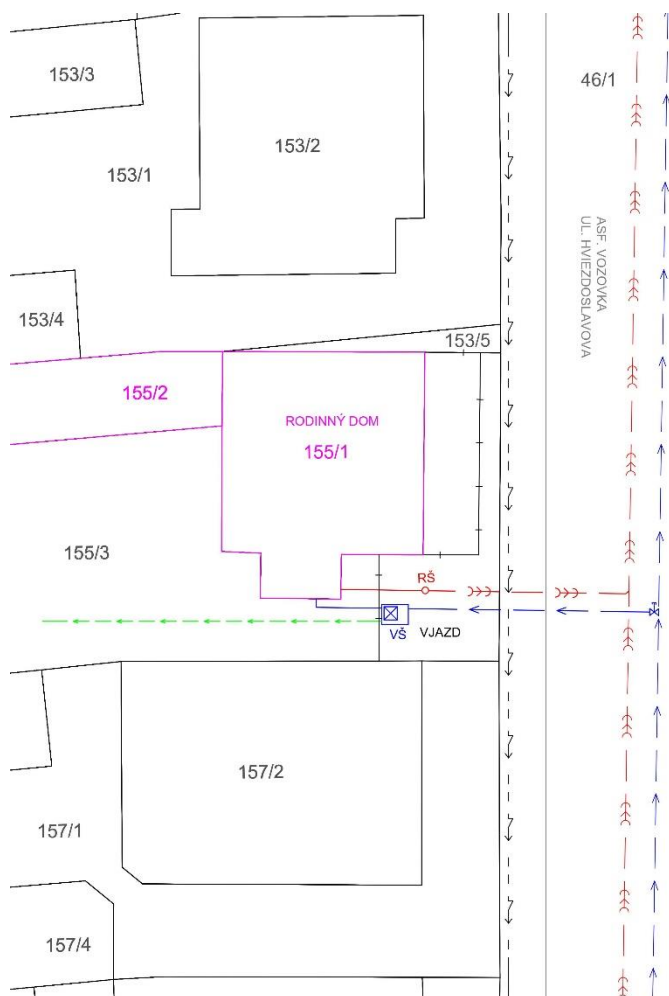 153/3
46/1
153/2
153/1
ASF. VOZOVKA
UL. HVIEZDOSLAVOVA
153/4
153/5
155/2
RODINNÝ DOM
155/1
155/3
RŠ
VŠ
VJAZD
157/2
157/1
157/4